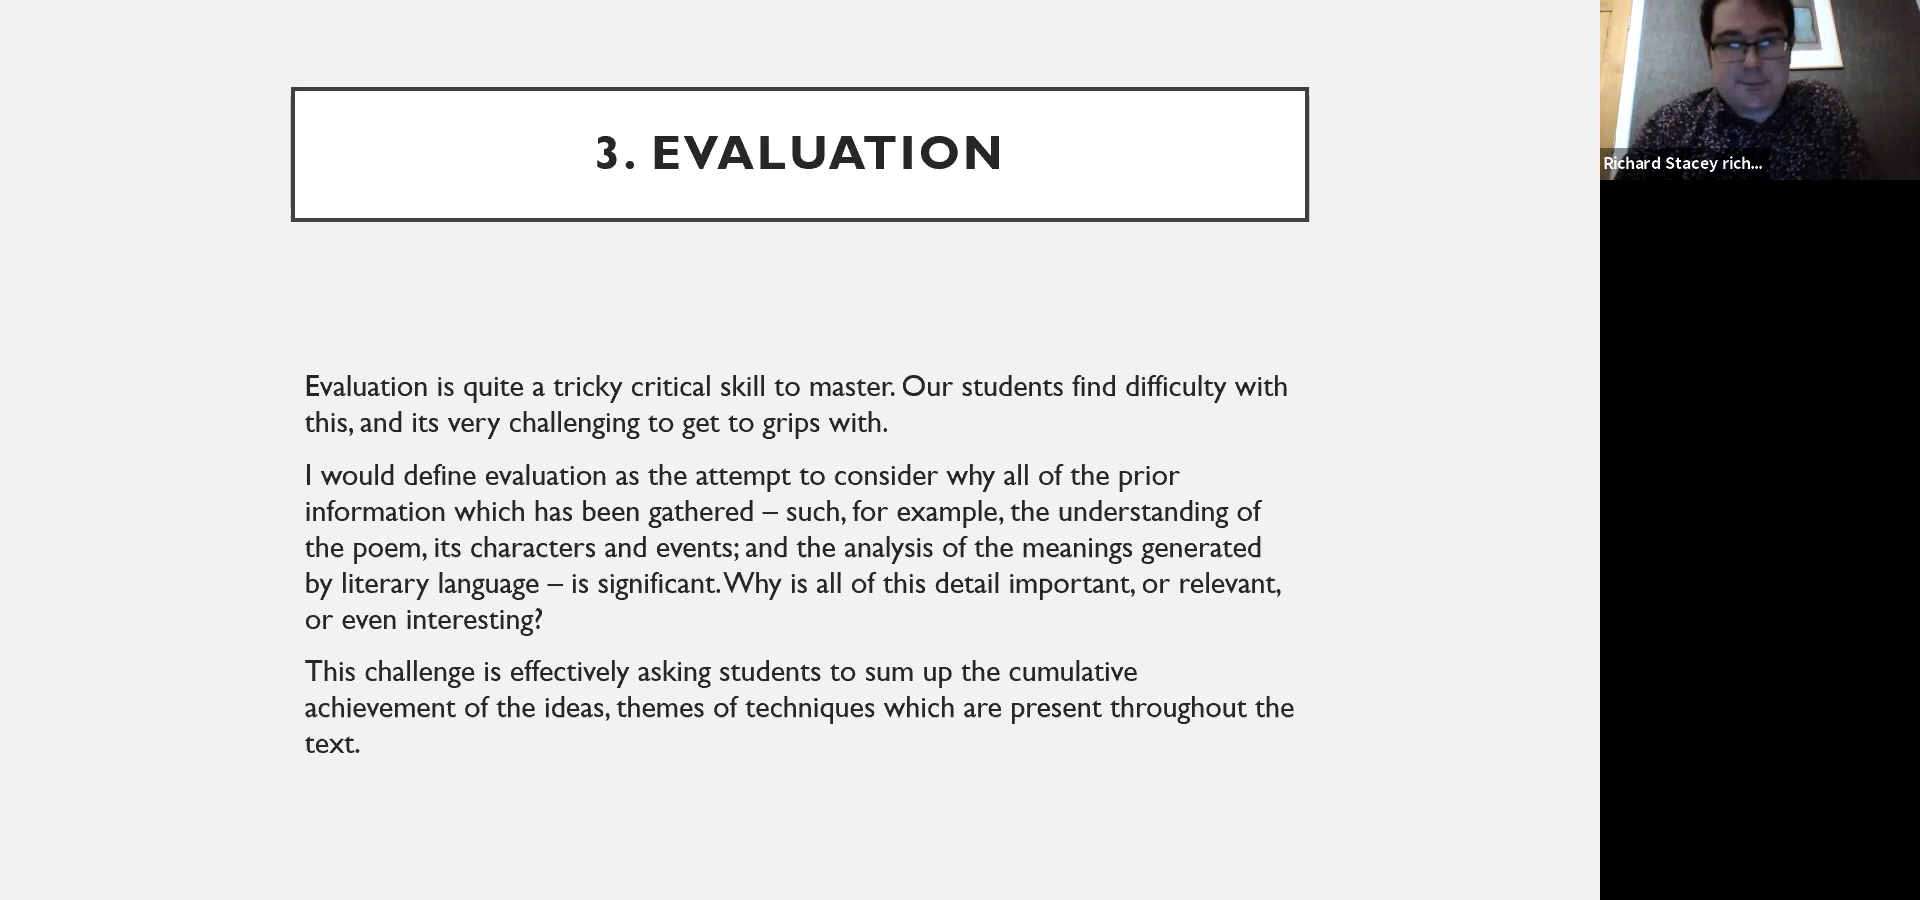 3. EVALUATION
Evaluation is quite a tricky critical skill to master. Our students find difficulty with
this, and its very challenging to get to grips with.
I would define evaluation as the attempt to consider why all of the prior
information which has been gathered – such, for example, the understanding of
the poem, its characters and events; and the analysis of the meanings generated
by literary language – is significant. Why is all of this detail important, or relevant,
or even interesting?
This challenge is effectively asking students to sum up the cumulative
achievement of the ideas, themes of techniques which are present throughout the
text.
Richard Stacey rich...